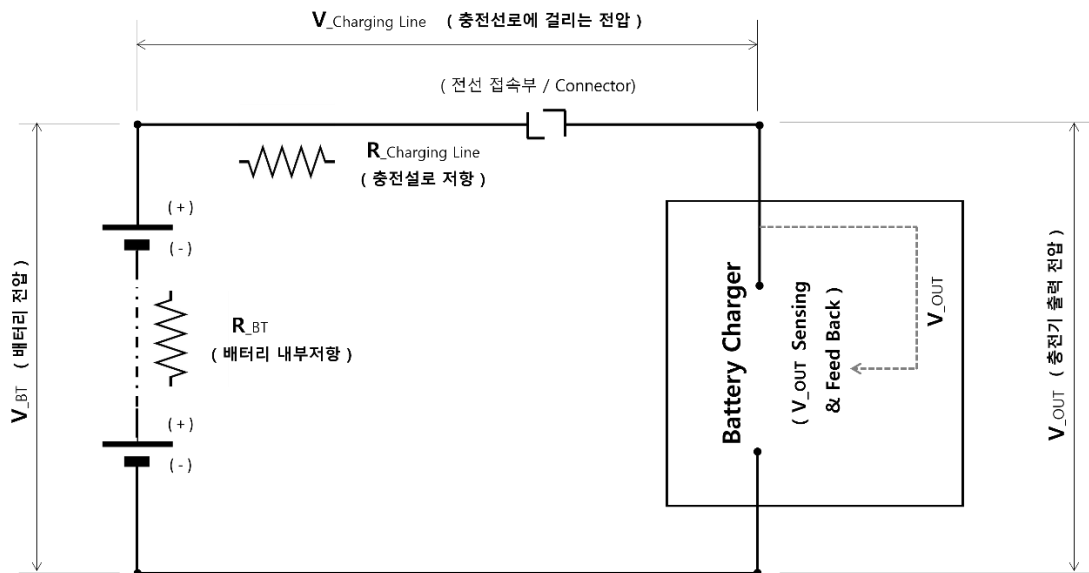 V_Charging Line ( 충전선로에 걸리는 전압 )
( 전선 접속부 / Connector)
R_Charging Line
( 충전설로 저항 )
( + )
( - )
R_BT
( 배터리 내부저항 )
( + )
( - )
V_BT ( 배터리 전압 )
Battery Charger
( V_OUT Sensing
& Feed Back )
V_OUT
V_OUT ( 충전기 출력 전압 )